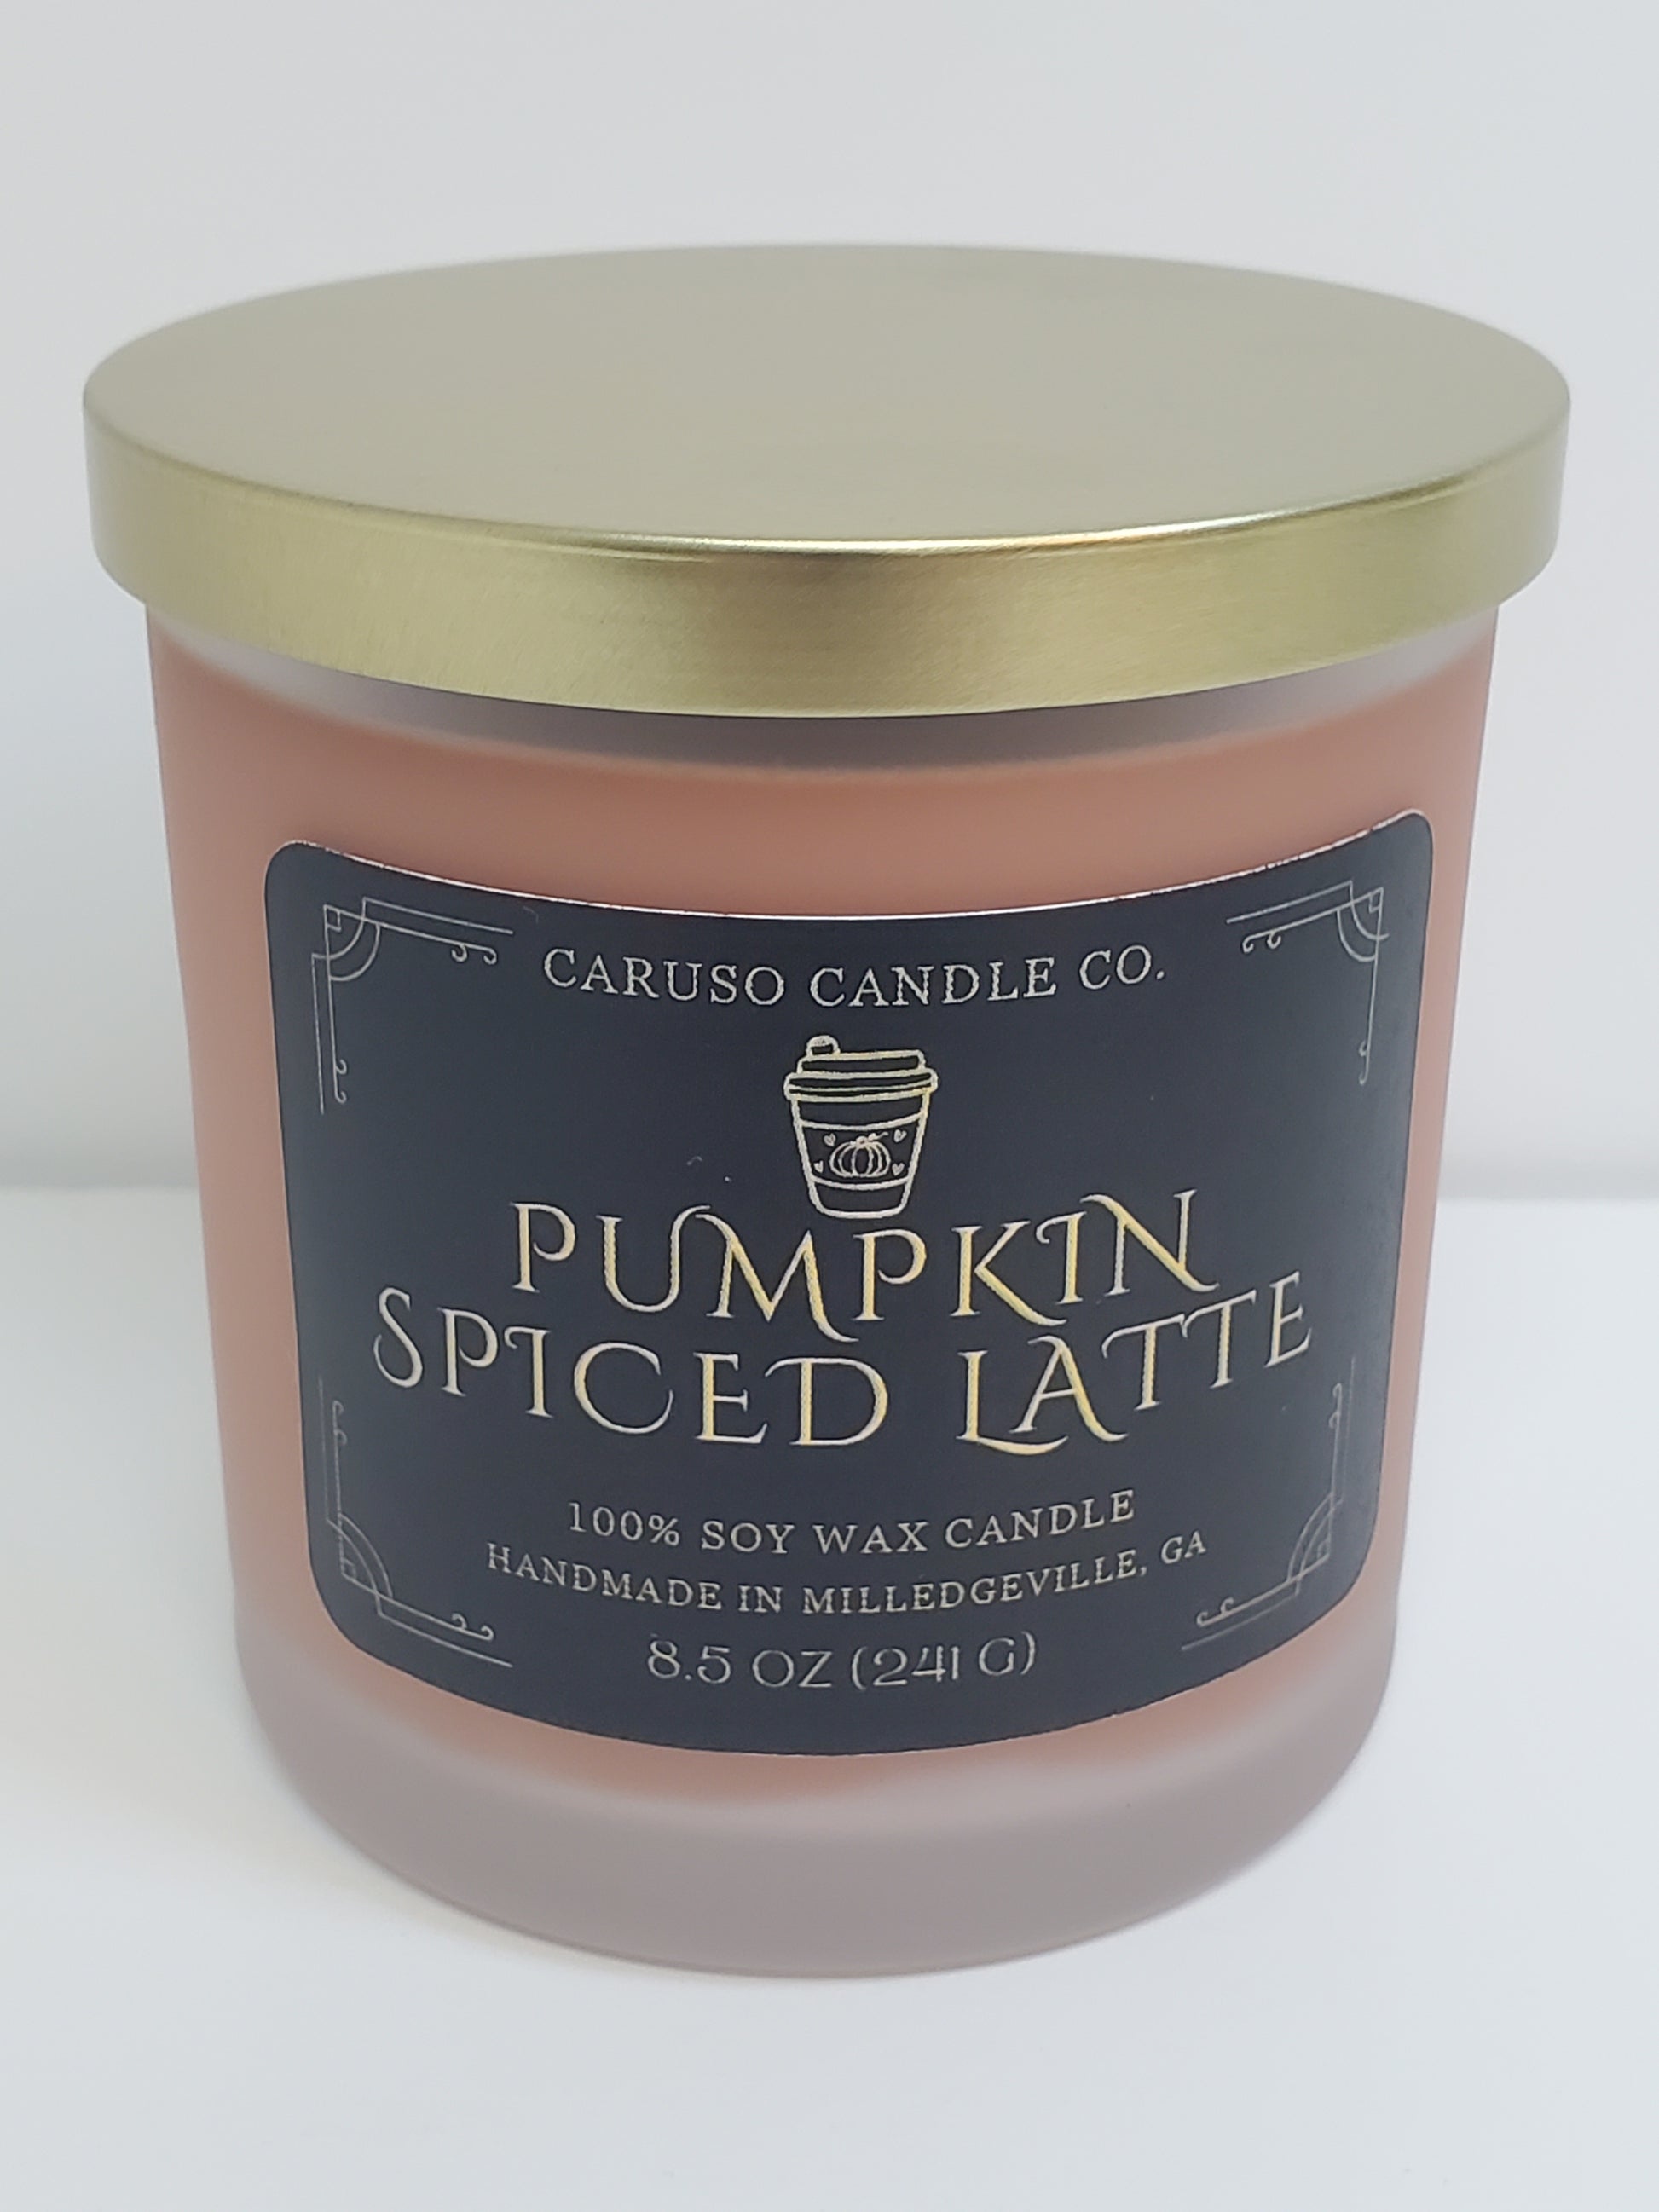 CARUSO CANDLE CO.
PUMPKIN
SPICED LATTE
100% SOY WAX CANDLE
HANDMADE IN MILLEDGEVILLE, GA
8.5 OZ (241 G)